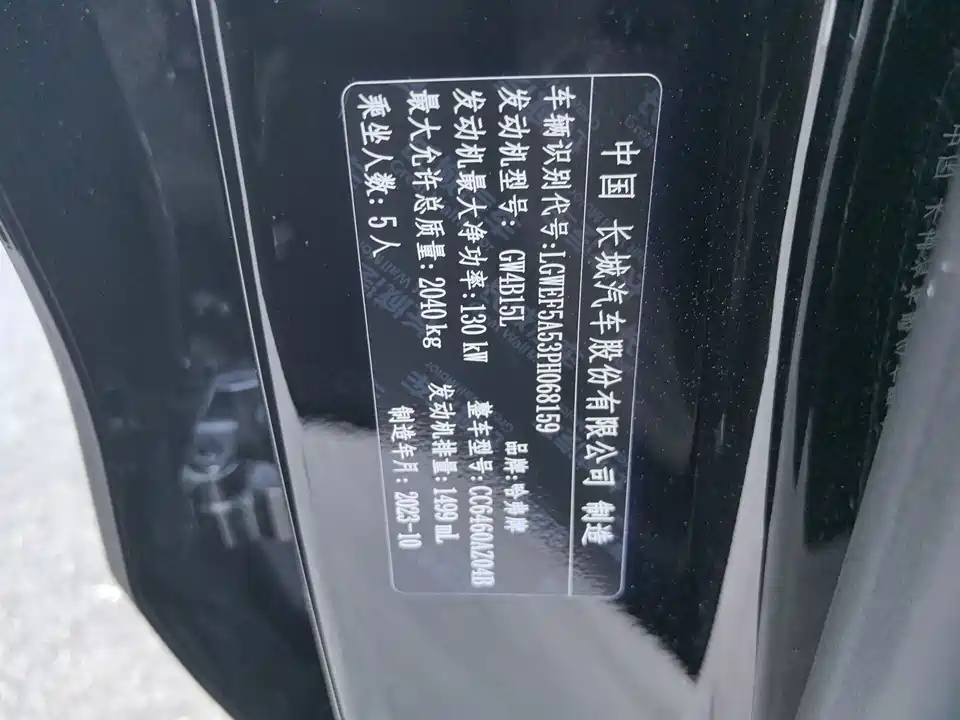 中国 长城汽车股份有限公司 制造
车辆识别代号:LGWEF5A53PH068159
发动机型号: GW4B15L 品牌:哈弗牌
发动机最大净功率:130 kW 整车型号:CC6460AZ04B
最大允许总质量: 2040 kg 发动机排量:1499 mL
乘坐人数: 5 人 制造年月: 2023-10